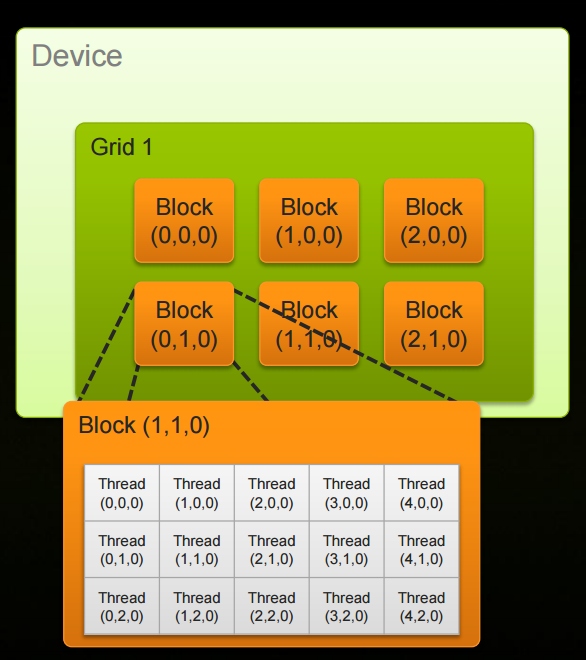 Device
Grid 1
Block Block Block
(0,0,0) (1,0,0) (2,0,0)
Block Block Block
(0,1,0) (1,1,0) (2,1,0)
Block (1,1,0)
Thread Thread Thread Thread Thread
(0,0,0) (1,0,0) (2,0,0) (3,0,0) (4,0,0)
Thread Thread Thread Thread Thread
(0,1,0) (1,1,0) (2,1,0) (3,1,0) (4,1,0)
Thread Thread Thread Thread Thread
(0,2,0) (1,2,0) (2,2,0) (3,2,0) (4,2,0)